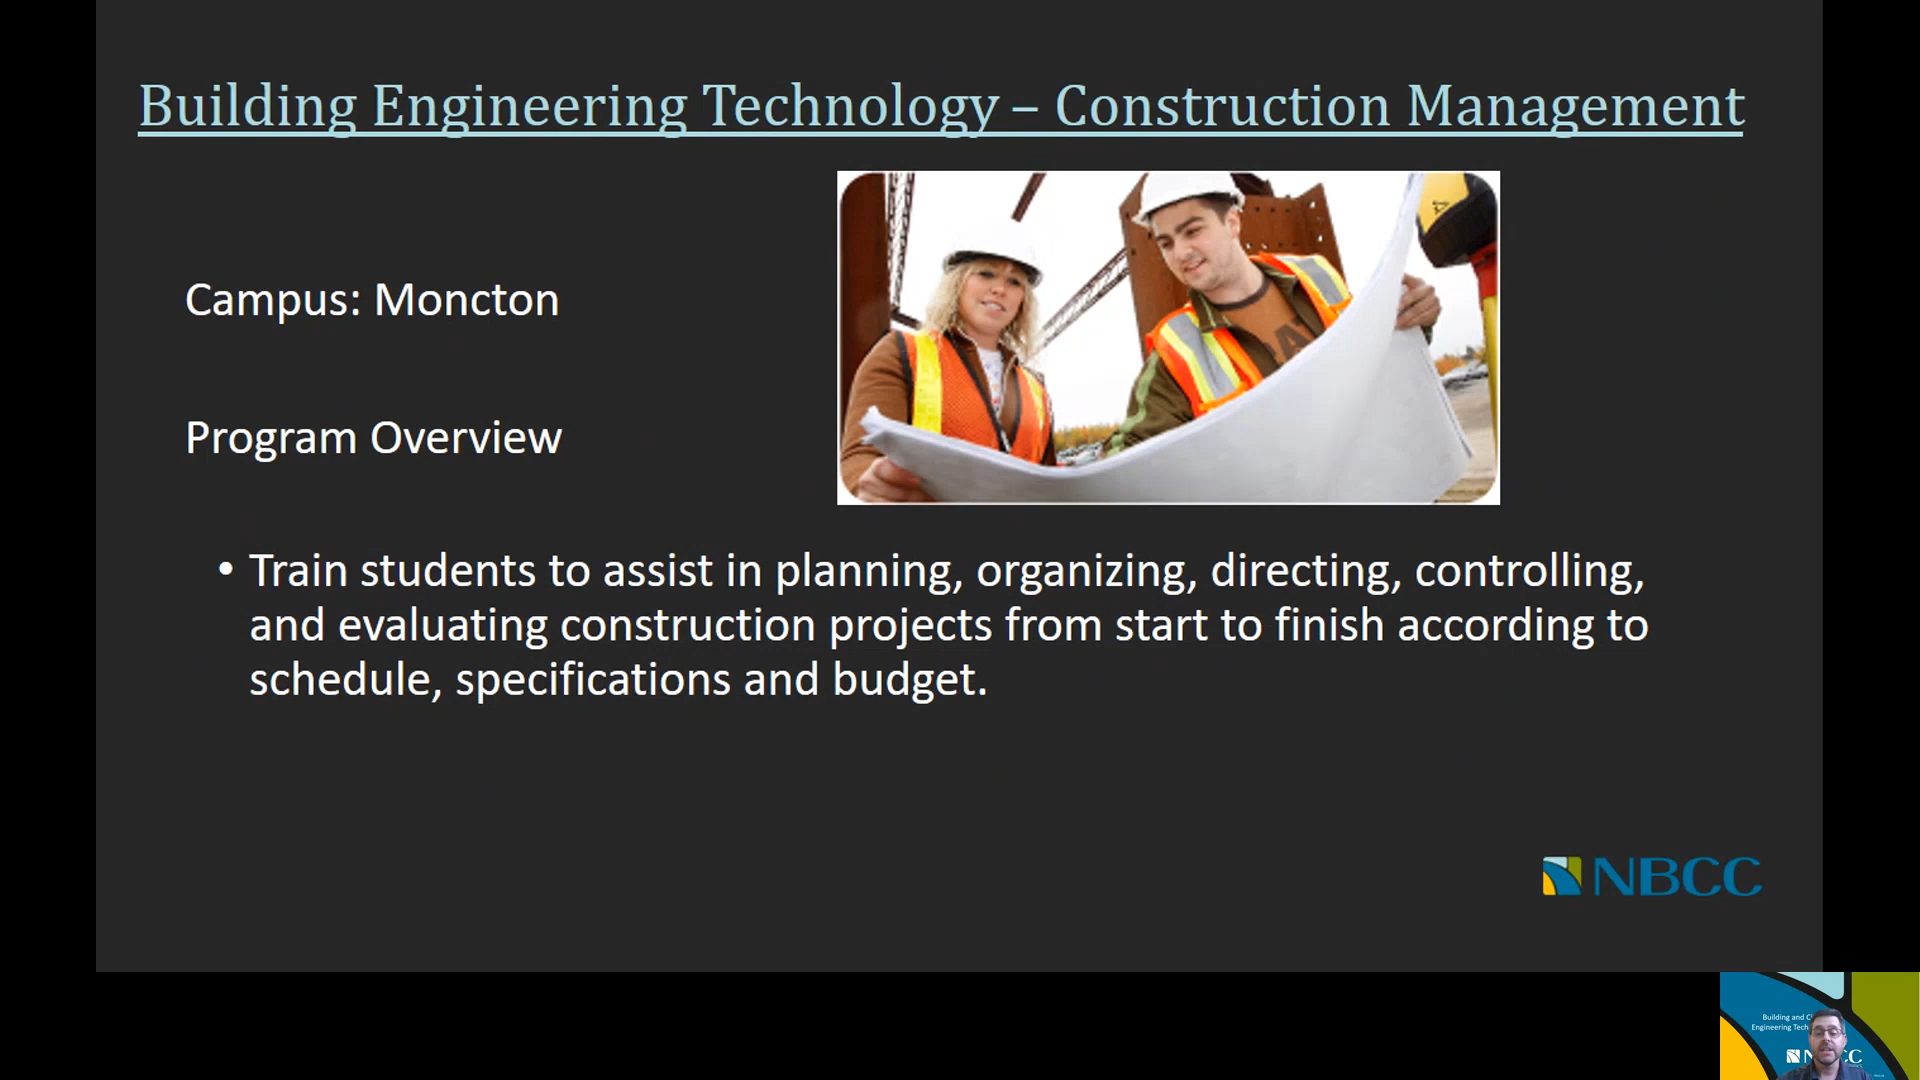 Building Engineering Technology – Construction Management
Campus: Moncton
Program Overview
• Train students to assist in planning, organizing, directing, controlling,
and evaluating construction projects from start to finish according to
schedule, specifications and budget.
NBCC
Building and
Engineering